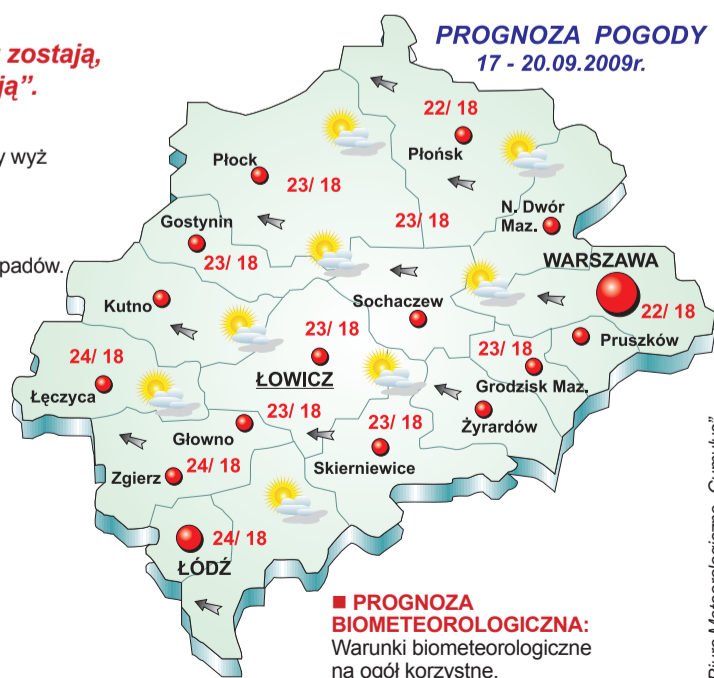 zostają,
ją”.
y wyż
padów.
PROGNOZA POGODY
17 - 20.09.2009r.
22/ 18
Płońsk
Płock
23/ 18
23/ 18
N. Dwór
Maz.
Gostynin
23/ 18
WARSZAWA
22/ 18
Kutno
Sochaczew
23/ 18
Pruszków
23/ 18
24/ 18
Łęczyca
ŁOWICZ
Grodzisk Maz.
23/ 18
23/ 18
Żyrardów
Głowno
Skierniewice
Zgierz
24/ 18
24/ 18
ŁÓDŹ
■ PROGNOZA
BIOMETEOROLOGICZNA:
Warunki biometeorologiczne
na ogół korzystne.
Biuro Meteorologiczne „Cumulus”